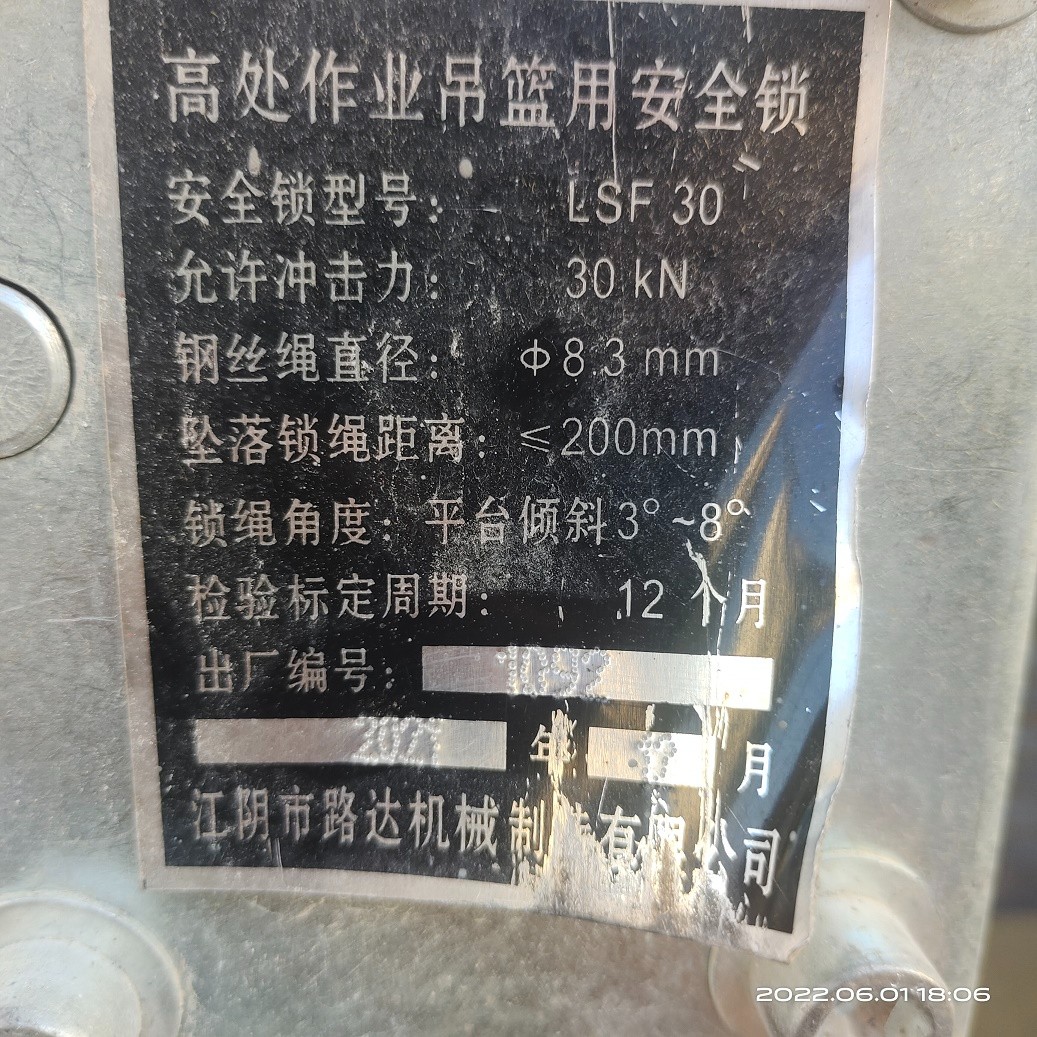 高处作业吊篮用安全锁
安全锁型号： LSF 30
允许冲击力： 30 kN
钢丝绳直径： Φ8.3 mm
坠落锁绳距离：≤200mm
锁绳角度：平台倾斜3°~8°
检验标定周期： 12 个月
出厂编号：
2021 年 月
江阴市路达机械制造有限公司
2022.06.01 18:06